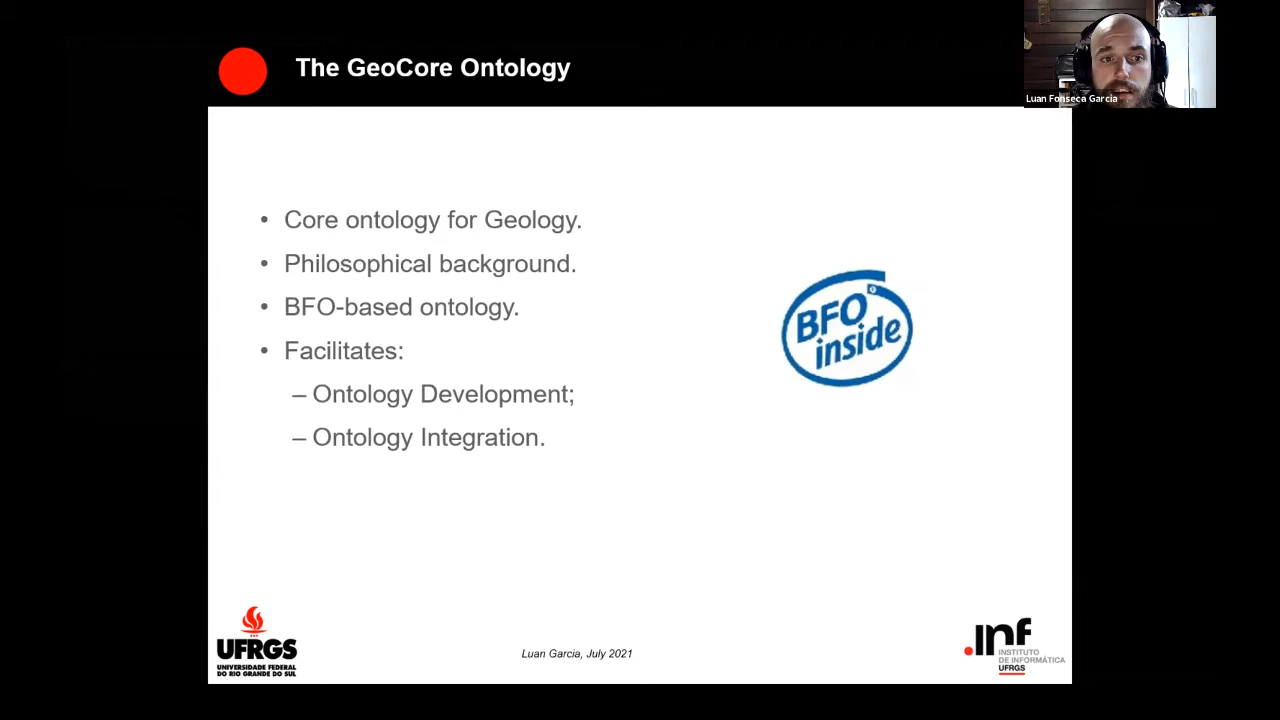 The GeoCore Ontology
Luan Fonseca Garcia
• Core ontology for Geology.
• Philosophical background.
• BFO-based ontology.
• Facilitates:
– Ontology Development;
– Ontology Integration.
BFO
inside
UFRGS
UNIVERSIDADE FEDERAL
DO RIO GRANDE DO SUL
Luan Garcia, July 2021
.inf
INSTITUTO
DE INFORMÁTICA
UFRGS